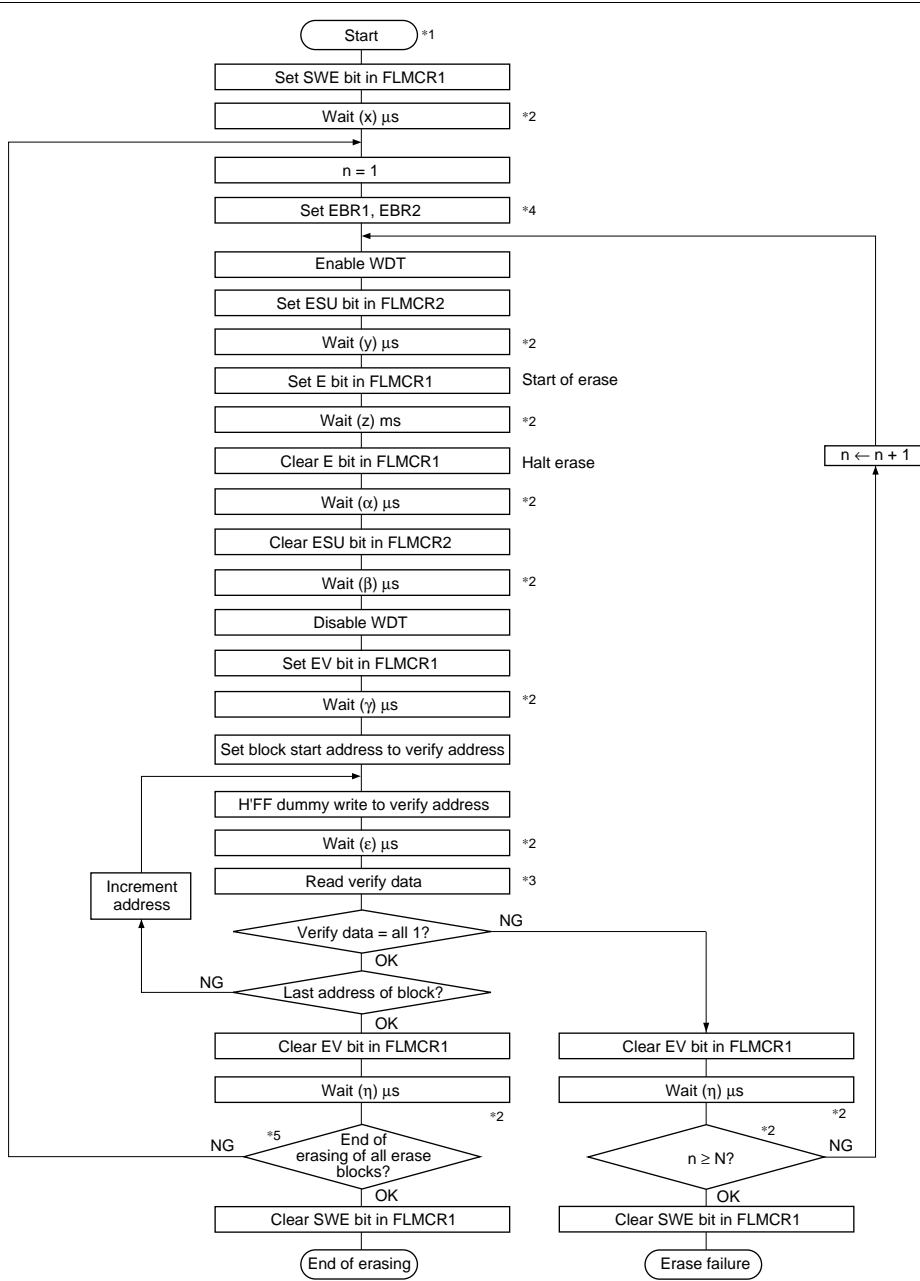 Start *1
Set SWE bit in FLMCR1
Wait (x) μs *2
n = 1
Set EBR1, EBR2 *4
Enable WDT
Set ESU bit in FLMCR2
Wait (y) μs *2
Set E bit in FLMCR1 Start of erase
Wait (z) ms *2
n ← n + 1
Clear E bit in FLMCR1 Halt erase
Wait (α) μs *2
Clear ESU bit in FLMCR2
Wait (β) μs *2
Disable WDT
Set EV bit in FLMCR1
Wait (γ) μs *2
Set block start address to verify address
H'FF dummy write to verify address
Wait (ε) μs *2
Increment
address
Read verify data *3
Verify data = all 1? NG
OK
NG Last address of block?
OK
Clear EV bit in FLMCR1 Clear EV bit in FLMCR1
Wait (η) μs Wait (η) μs
*2 *2
NG *5 End of
erasing of all erase
blocks?
*2 n ≥ N? NG
OK OK
Clear SWE bit in FLMCR1 Clear SWE bit in FLMCR1
End of erasing Erase failure